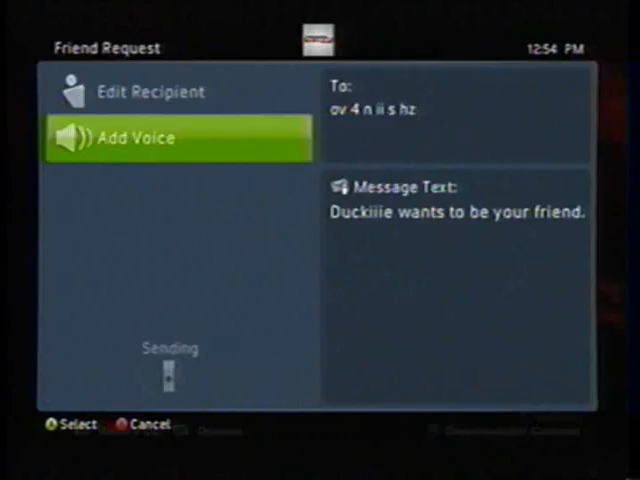 Friend Request
12:54 PM
Edit Recipient
Add Voice
To:
ov 4 n ii s hz
Message Text:
Duckiiie wants to be your friend.
Sending
Select
Cancel